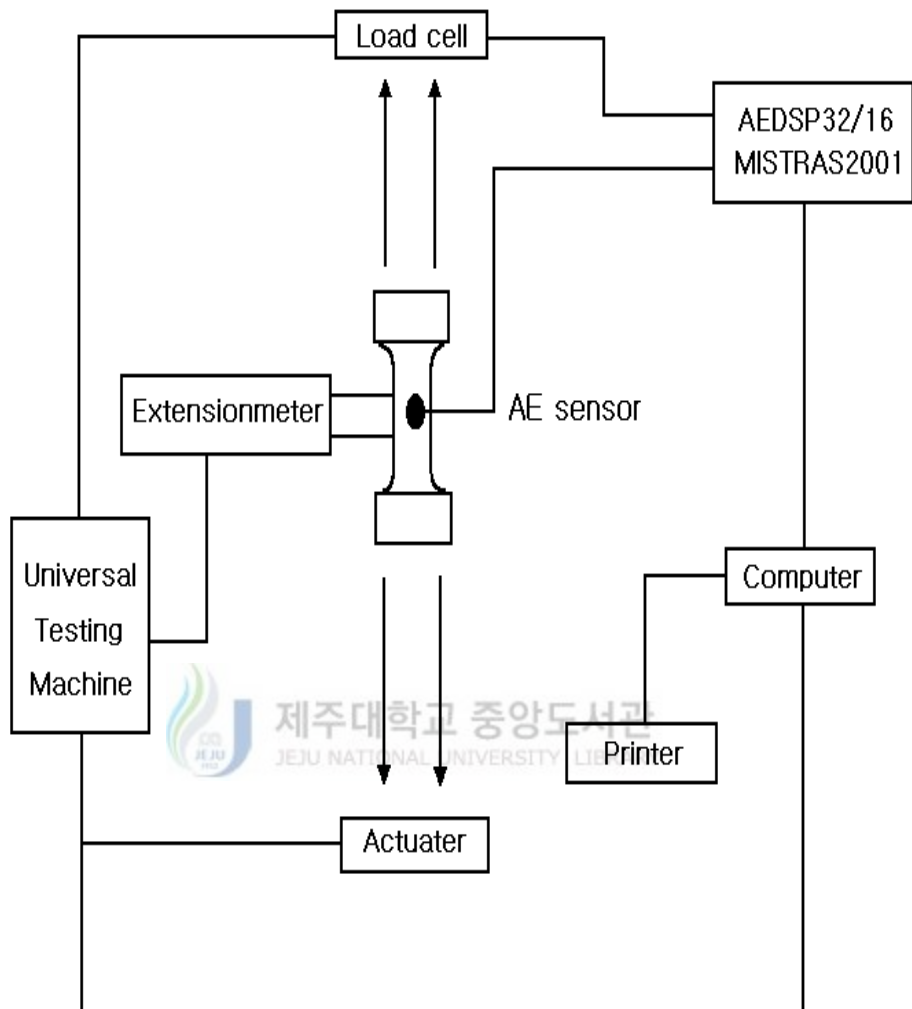 Load cell
AEDSP32/16
MISTRAS2001
Extensionmeter
AE sensor
Universal
Testing
Machine
Computer
제주대학교 중앙도서관
JEJU NATIONAL UNIVERSITY
JEJU
Printer
Actuater